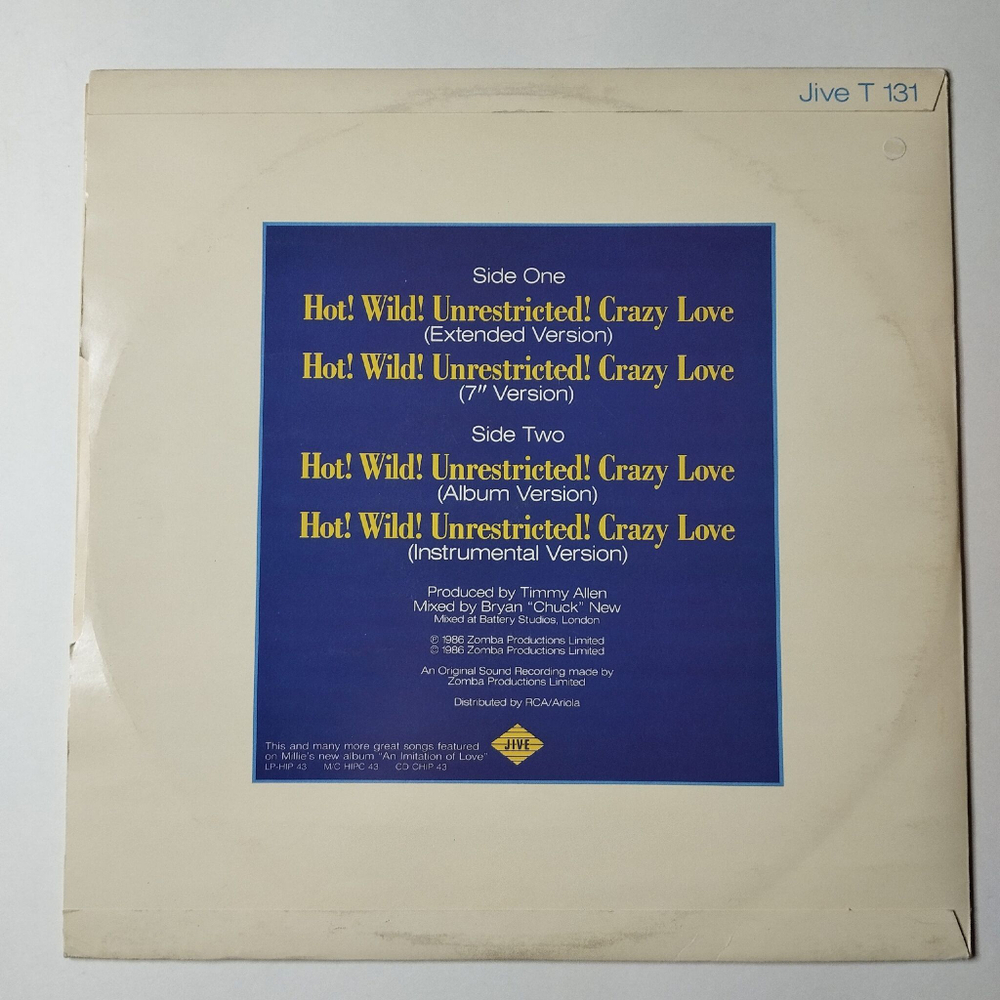 Jive T 131
Side One
Hot! Wild! Unrestricted! Crazy Love
(Extended Version)
Hot! Wild! Unrestricted! Crazy Love
(7" Version)
Side Two
Hot! Wild! Unrestricted! Crazy Love
(Album Version)
Hot! Wild! Unrestricted! Crazy Love
(Instrumental Version)
Produced by Timmy Allen
Mixed by Bryan "Chuck" New
Mixed at Battery Studios, London
℗ 1986 Zomba Productions Limited
© 1986 Zomba Productions Limited
An Original Sound Recording made by
Zomba Productions Limited
Distributed by RCA/Ariola
JIVE
This and many more great songs featured
on Millie's new album "An Imitation of Love"
LP-HIP 43 M/C HIPC 43 CD CHIP 43